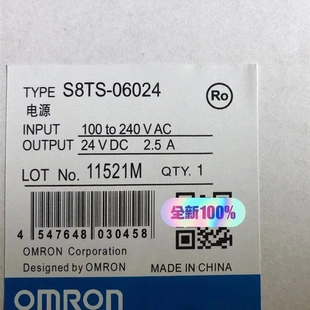 TYPE S8TS-06024
Ro
电源
INPUT 100 to 240 V AC
OUTPUT 24 V DC 2.5 A
LOT No. 11521M QTY. 1
全新100%
4 547648 030458
OMRON Corporation
Designed by OMRON MADE IN CHINA
OMRON